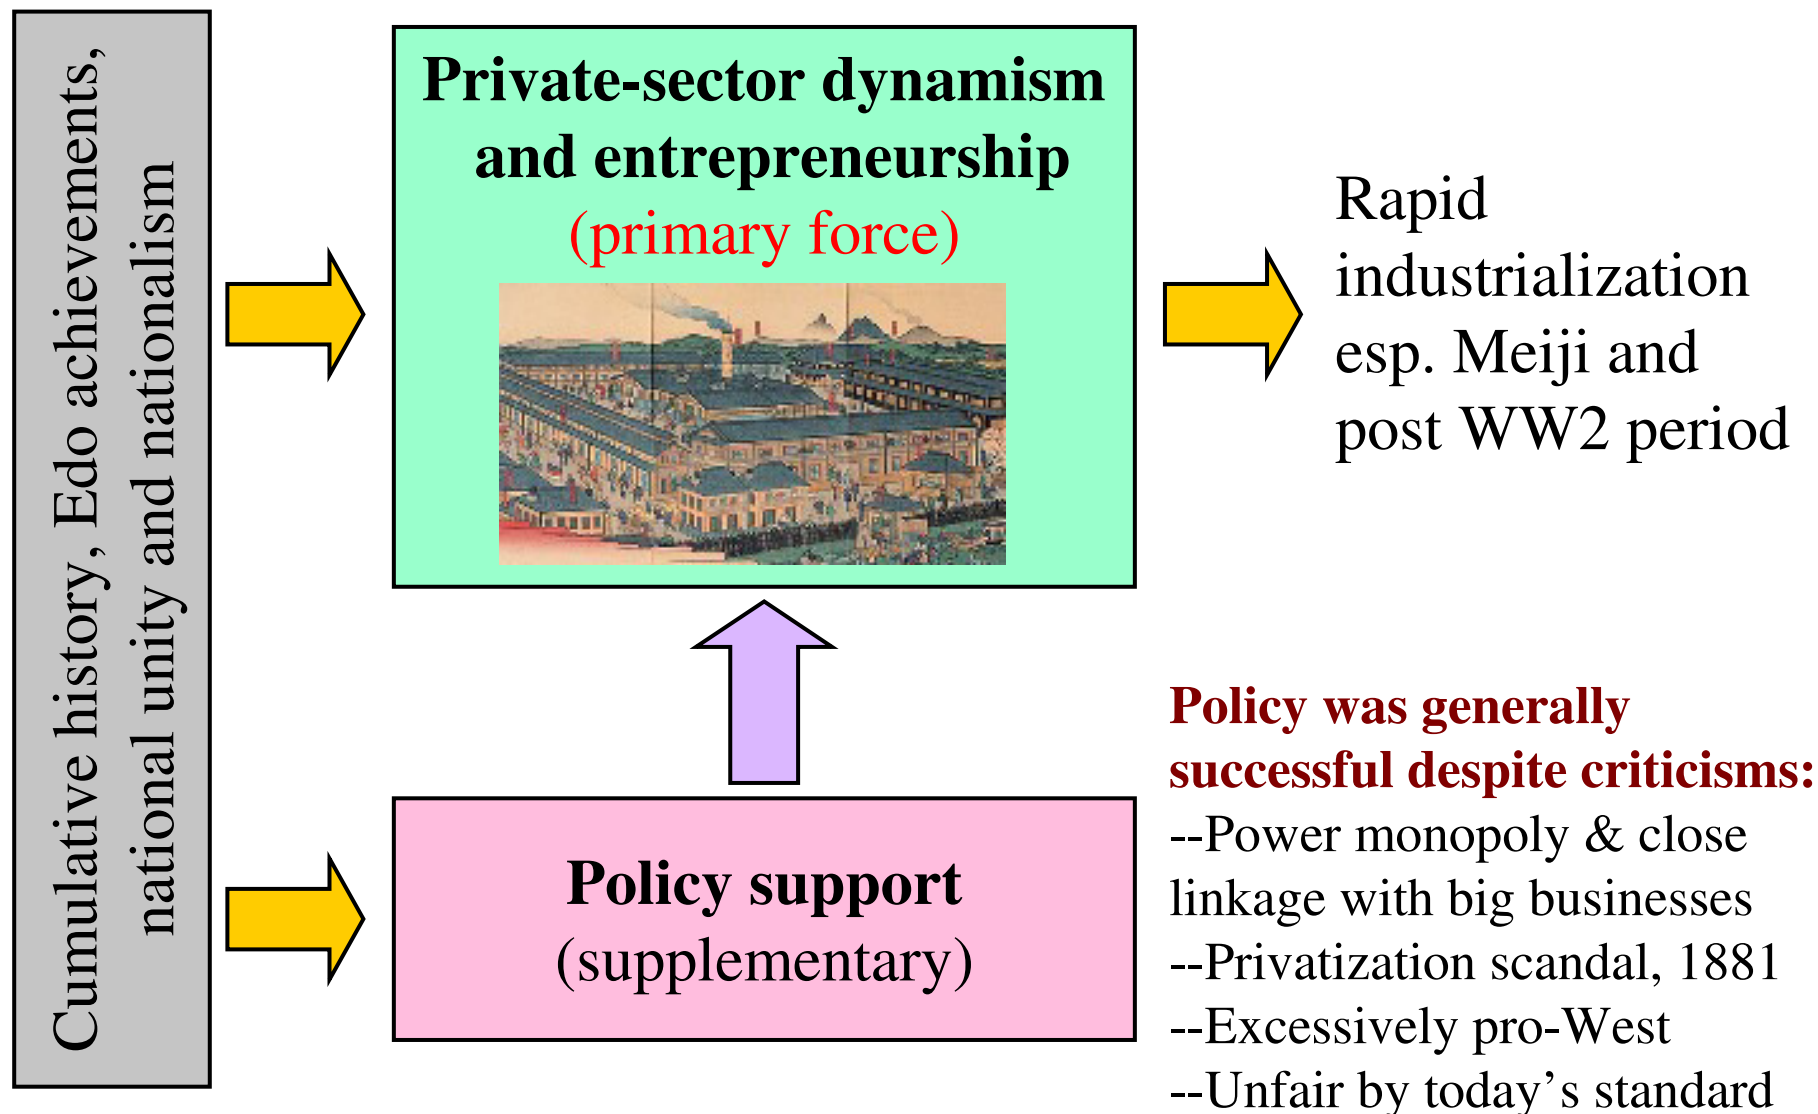 Cumulative history, Edo achievements,
national unity and nationalism
Private-sector dynamism
and entrepreneurship
(primary force)
Rapid
industrialization
esp. Meiji and
post WW2 period
Policy support
(supplementary)
Policy was generally
successful despite criticisms:
--Power monopoly & close
linkage with big businesses
--Privatization scandal, 1881
--Excessively pro-West
--Unfair by today’s standard